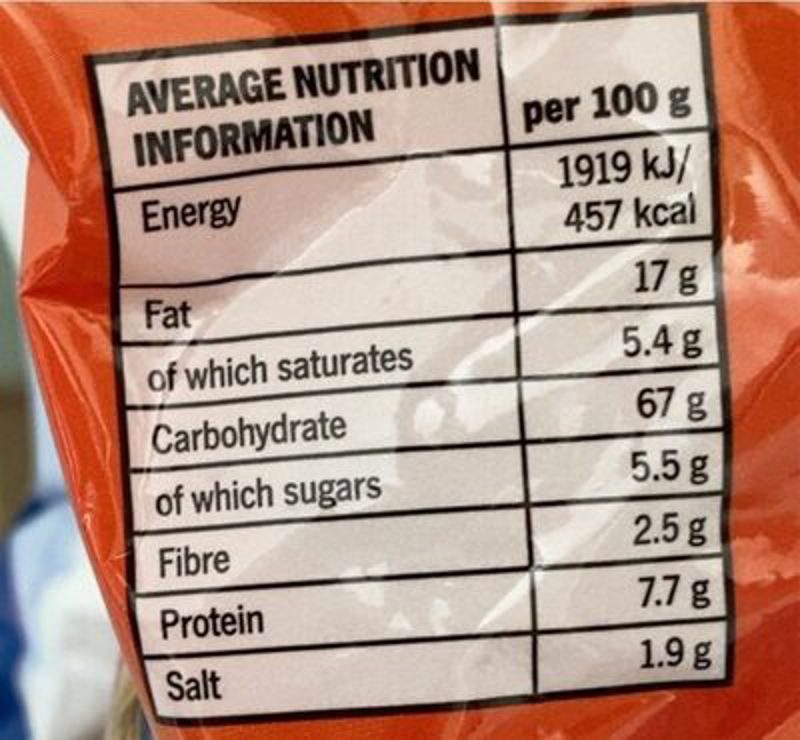 AVERAGE NUTRITION
INFORMATION
per 100 g
Energy
1919 kJ/
457 kcal
Fat 17 g
of which saturates 5.4 g
Carbohydrate 67 g
of which sugars 5.5 g
Fibre 2.5 g
Protein 7.7 g
Salt 1.9 g